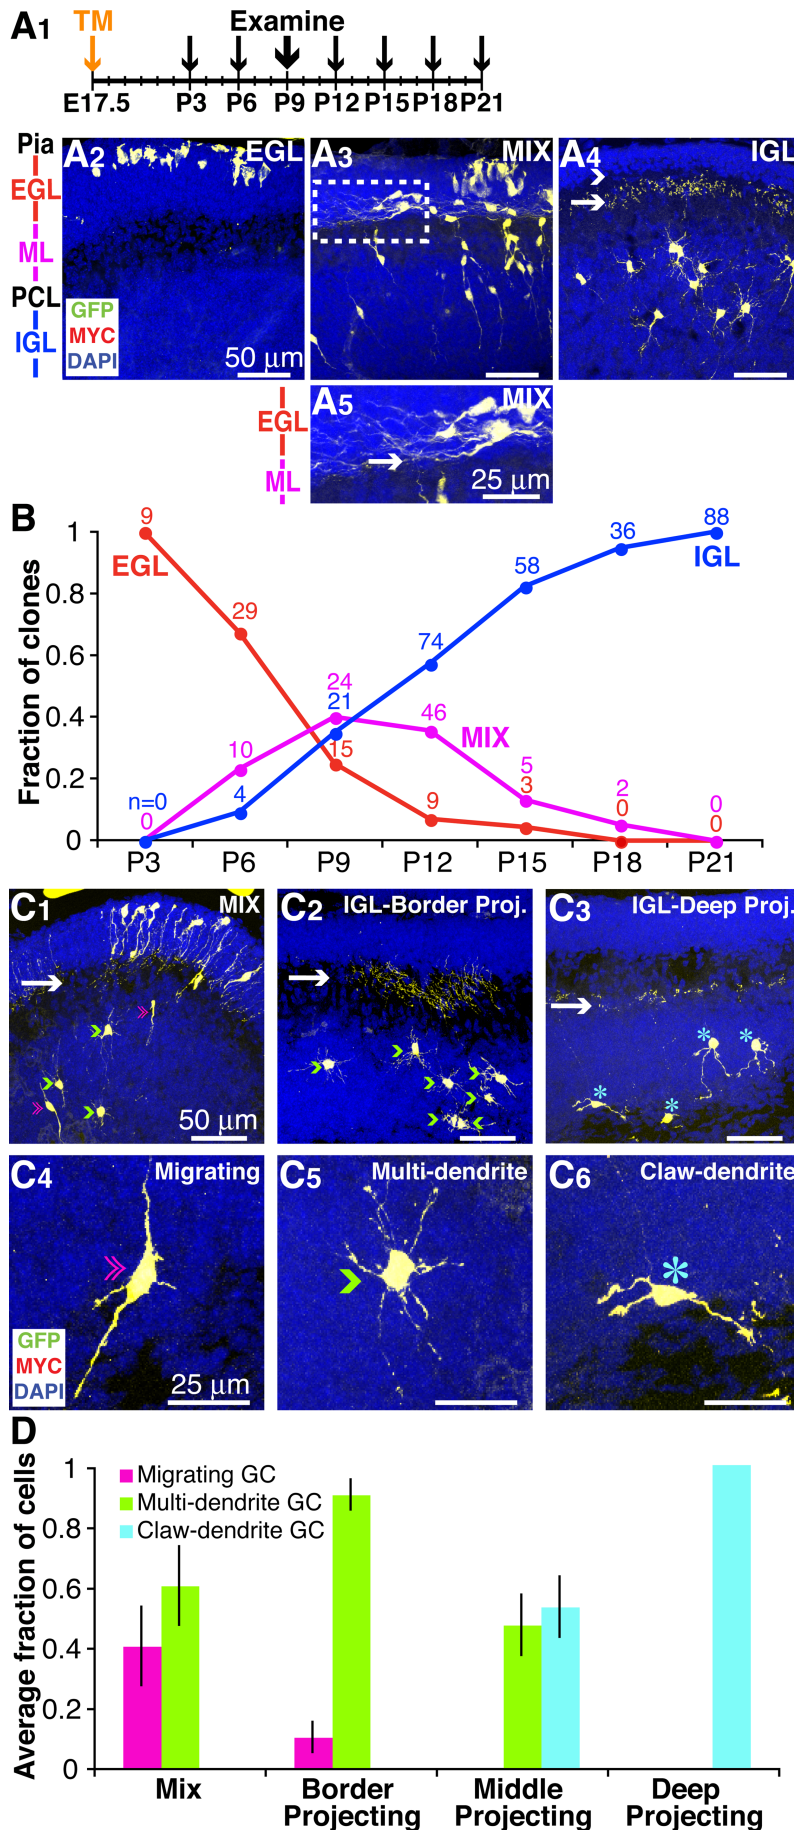 A1
TM
Examine
E17.5 P3 P6 P9 P12 P15 P18 P21
Pia
EGL
ML
PCL
IGL
A2 EGL
GFP
MYC
DAPI
50 μm
A3 MIX
A4 IGL
EGL
ML
A5 MIX
25 μm
B
Fraction of clones
1
0.8
0.6
0.4
0.2
0
EGL
IGL
MIX
9
29
15
9
3
0
0
n=0
4
21
74
58
36
88
0
10
24
46
5
2
0
P3 P6 P9 P12 P15 P18 P21
C1 MIX
50 μm
C2 IGL-Border Proj.
C3 IGL-Deep Proj.
C4 Migrating
GFP
MYC
DAPI
25 μm
C5 Multi-dendrite
C6 Claw-dendrite
D
Average fraction of cells
1
0.8
0.6
0.4
0.2
0
Migrating GC
Multi-dendrite GC
Claw-dendrite GC
Mix
Border Projecting
Middle Projecting
Deep Projecting